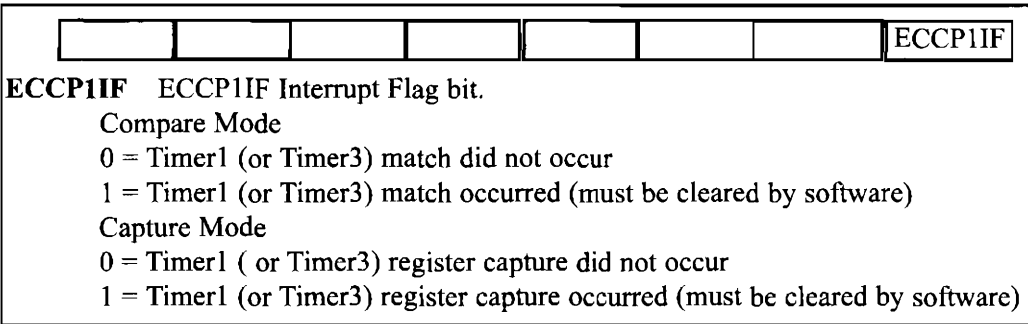 ECCP1IF
ECCP1IF ECCP1IF Interrupt Flag bit.
Compare Mode
0 = Timer1 (or Timer3) match did not occur
1 = Timer1 (or Timer3) match occurred (must be cleared by software)
Capture Mode
0 = Timer1 ( or Timer3) register capture did not occur
1 = Timer1 (or Timer3) register capture occurred (must be cleared by software)